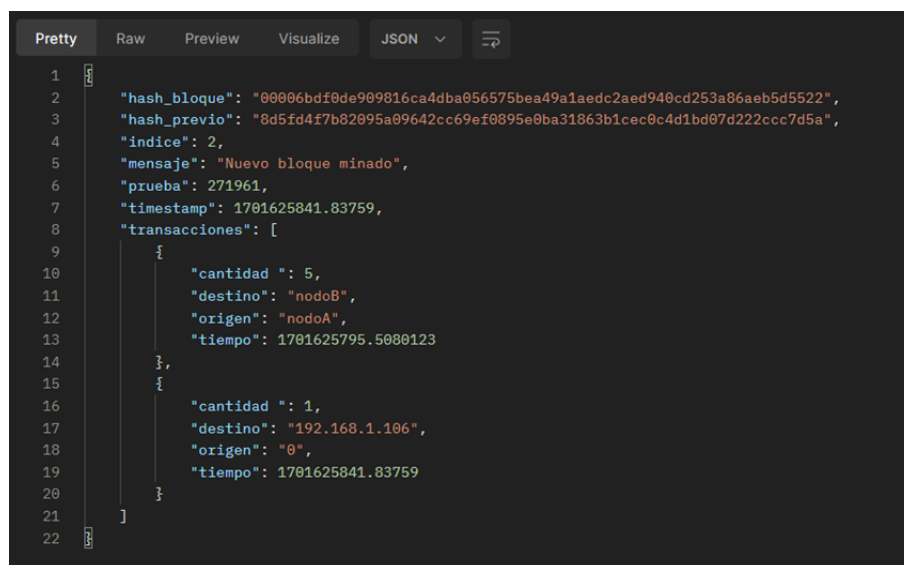 Pretty Raw Preview Visualize JSON
1 {
2 "hash_bloque": "00006bdf0de909816ca4dba056575bea49a1aedc2aed940cd253a86aeb5d5522",
3 "hash_previo": "8d5fd4f7b82095a09642cc69ef0895e0ba31863b1cec0c4d1bd07d222ccc7d5a",
4 "indice": 2,
5 "mensaje": "Nuevo bloque minado",
6 "prueba": 271961,
7 "timestamp": 1701625841.83759,
8 "transacciones": [
9 {
10 "cantidad ": 5,
11 "destino": "nodoB",
12 "origen": "nodoA",
13 "tiempo": 1701625795.5080123
14 },
15 {
16 "cantidad ": 1,
17 "destino": "192.168.1.106",
18 "origen": "0",
19 "tiempo": 1701625841.83759
20 }
21 ]
22 }